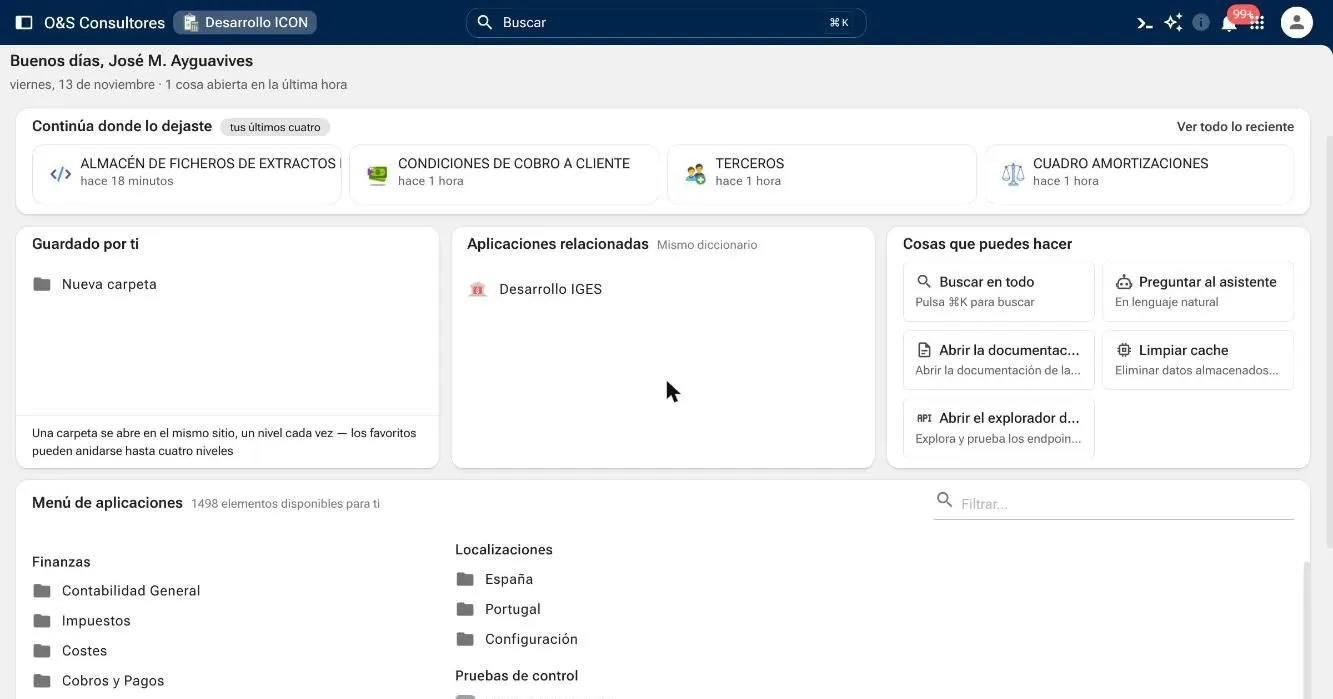 O&S Consultores
Desarrollo ICON
Buscar
⌘K
99+
Buenos días, José M. Ayguavives
viernes, 13 de noviembre · 1 cosa abierta en la última hora
Continúa donde lo dejaste
tus últimos cuatro
Ver todo lo reciente
ALMACÉN DE FICHEROS DE EXTRACTOS
hace 18 minutos
CONDICIONES DE COBRO A CLIENTE
hace 1 hora
TERCEROS
hace 1 hora
CUADRO AMORTIZACIONES
hace 1 hora
Guardado por ti
Nueva carpeta
Una carpeta se abre en el mismo sitio, un nivel cada vez — los favoritos
pueden anidarse hasta cuatro niveles
Aplicaciones relacionadas
Mismo diccionario
Desarrollo IGES
Cosas que puedes hacer
Buscar en todo
Pulsa ⌘K para buscar
Preguntar al asistente
En lenguaje natural
Abrir la documentac...
Abrir la documentación de la...
Limpiar cache
Eliminar datos almacenados...
API
Abrir el explorador d...
Explora y prueba los endpoin...
Menú de aplicaciones
1498 elementos disponibles para ti
Filtrar...
Finanzas
Contabilidad General
Impuestos
Costes
Cobros y Pagos
Localizaciones
España
Portugal
Configuración
Pruebas de control